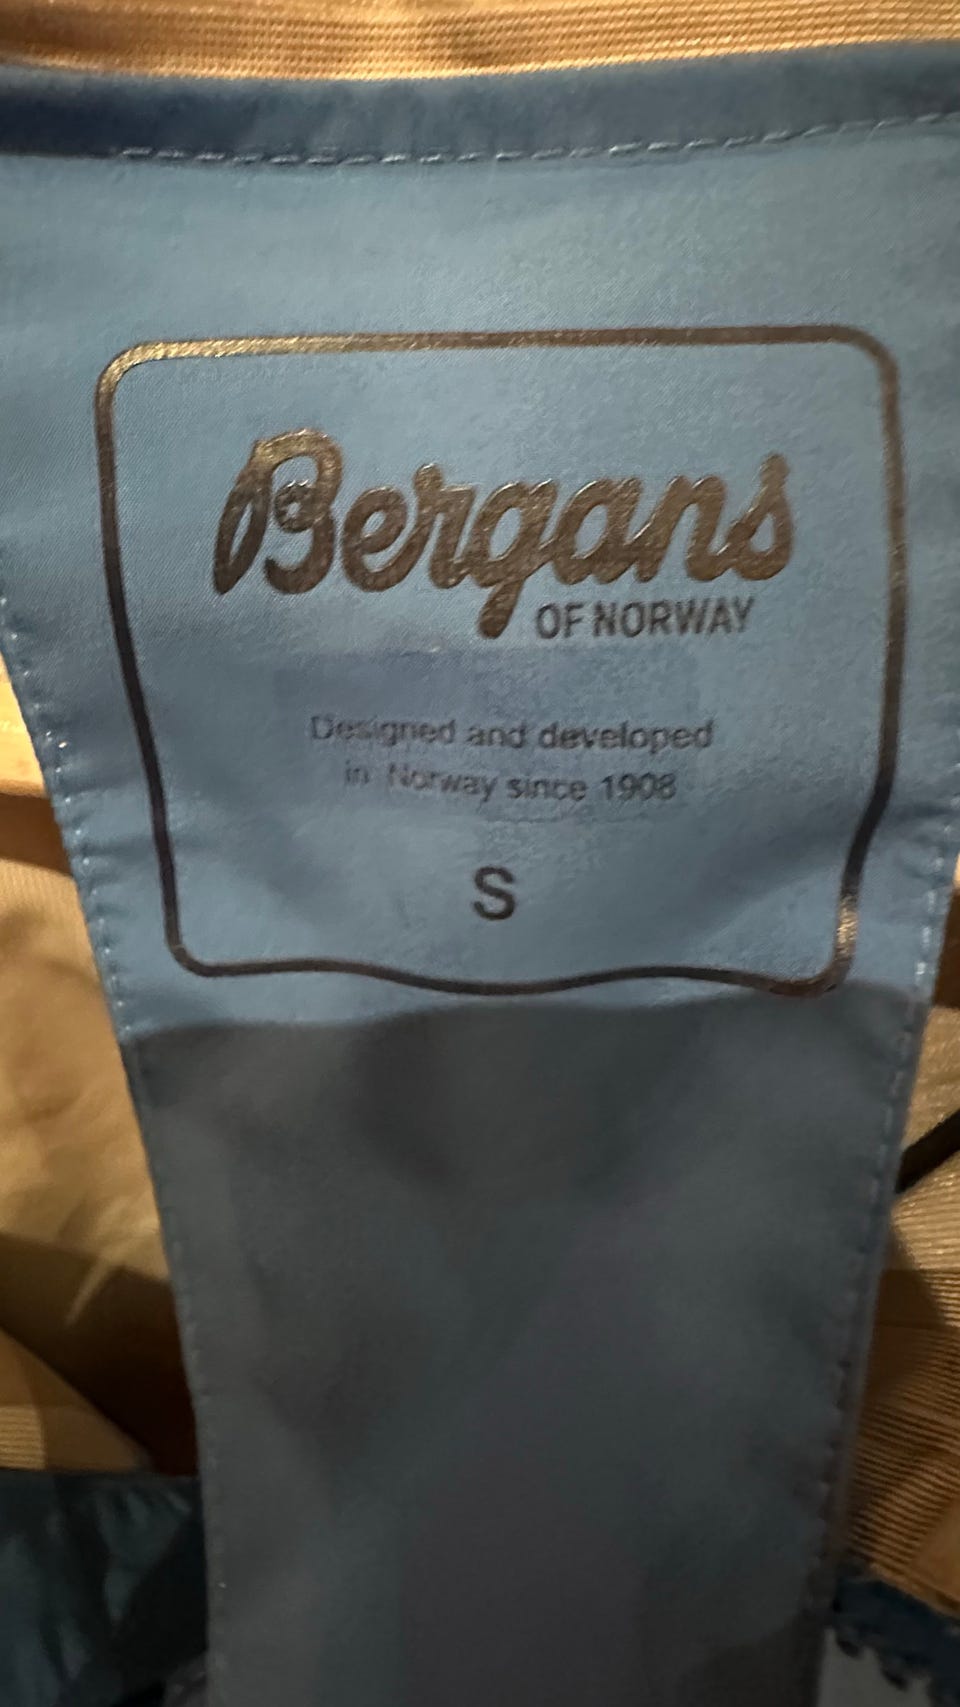 Bergans
OF NORWAY
Designed and developed
in Norway since 1908
S